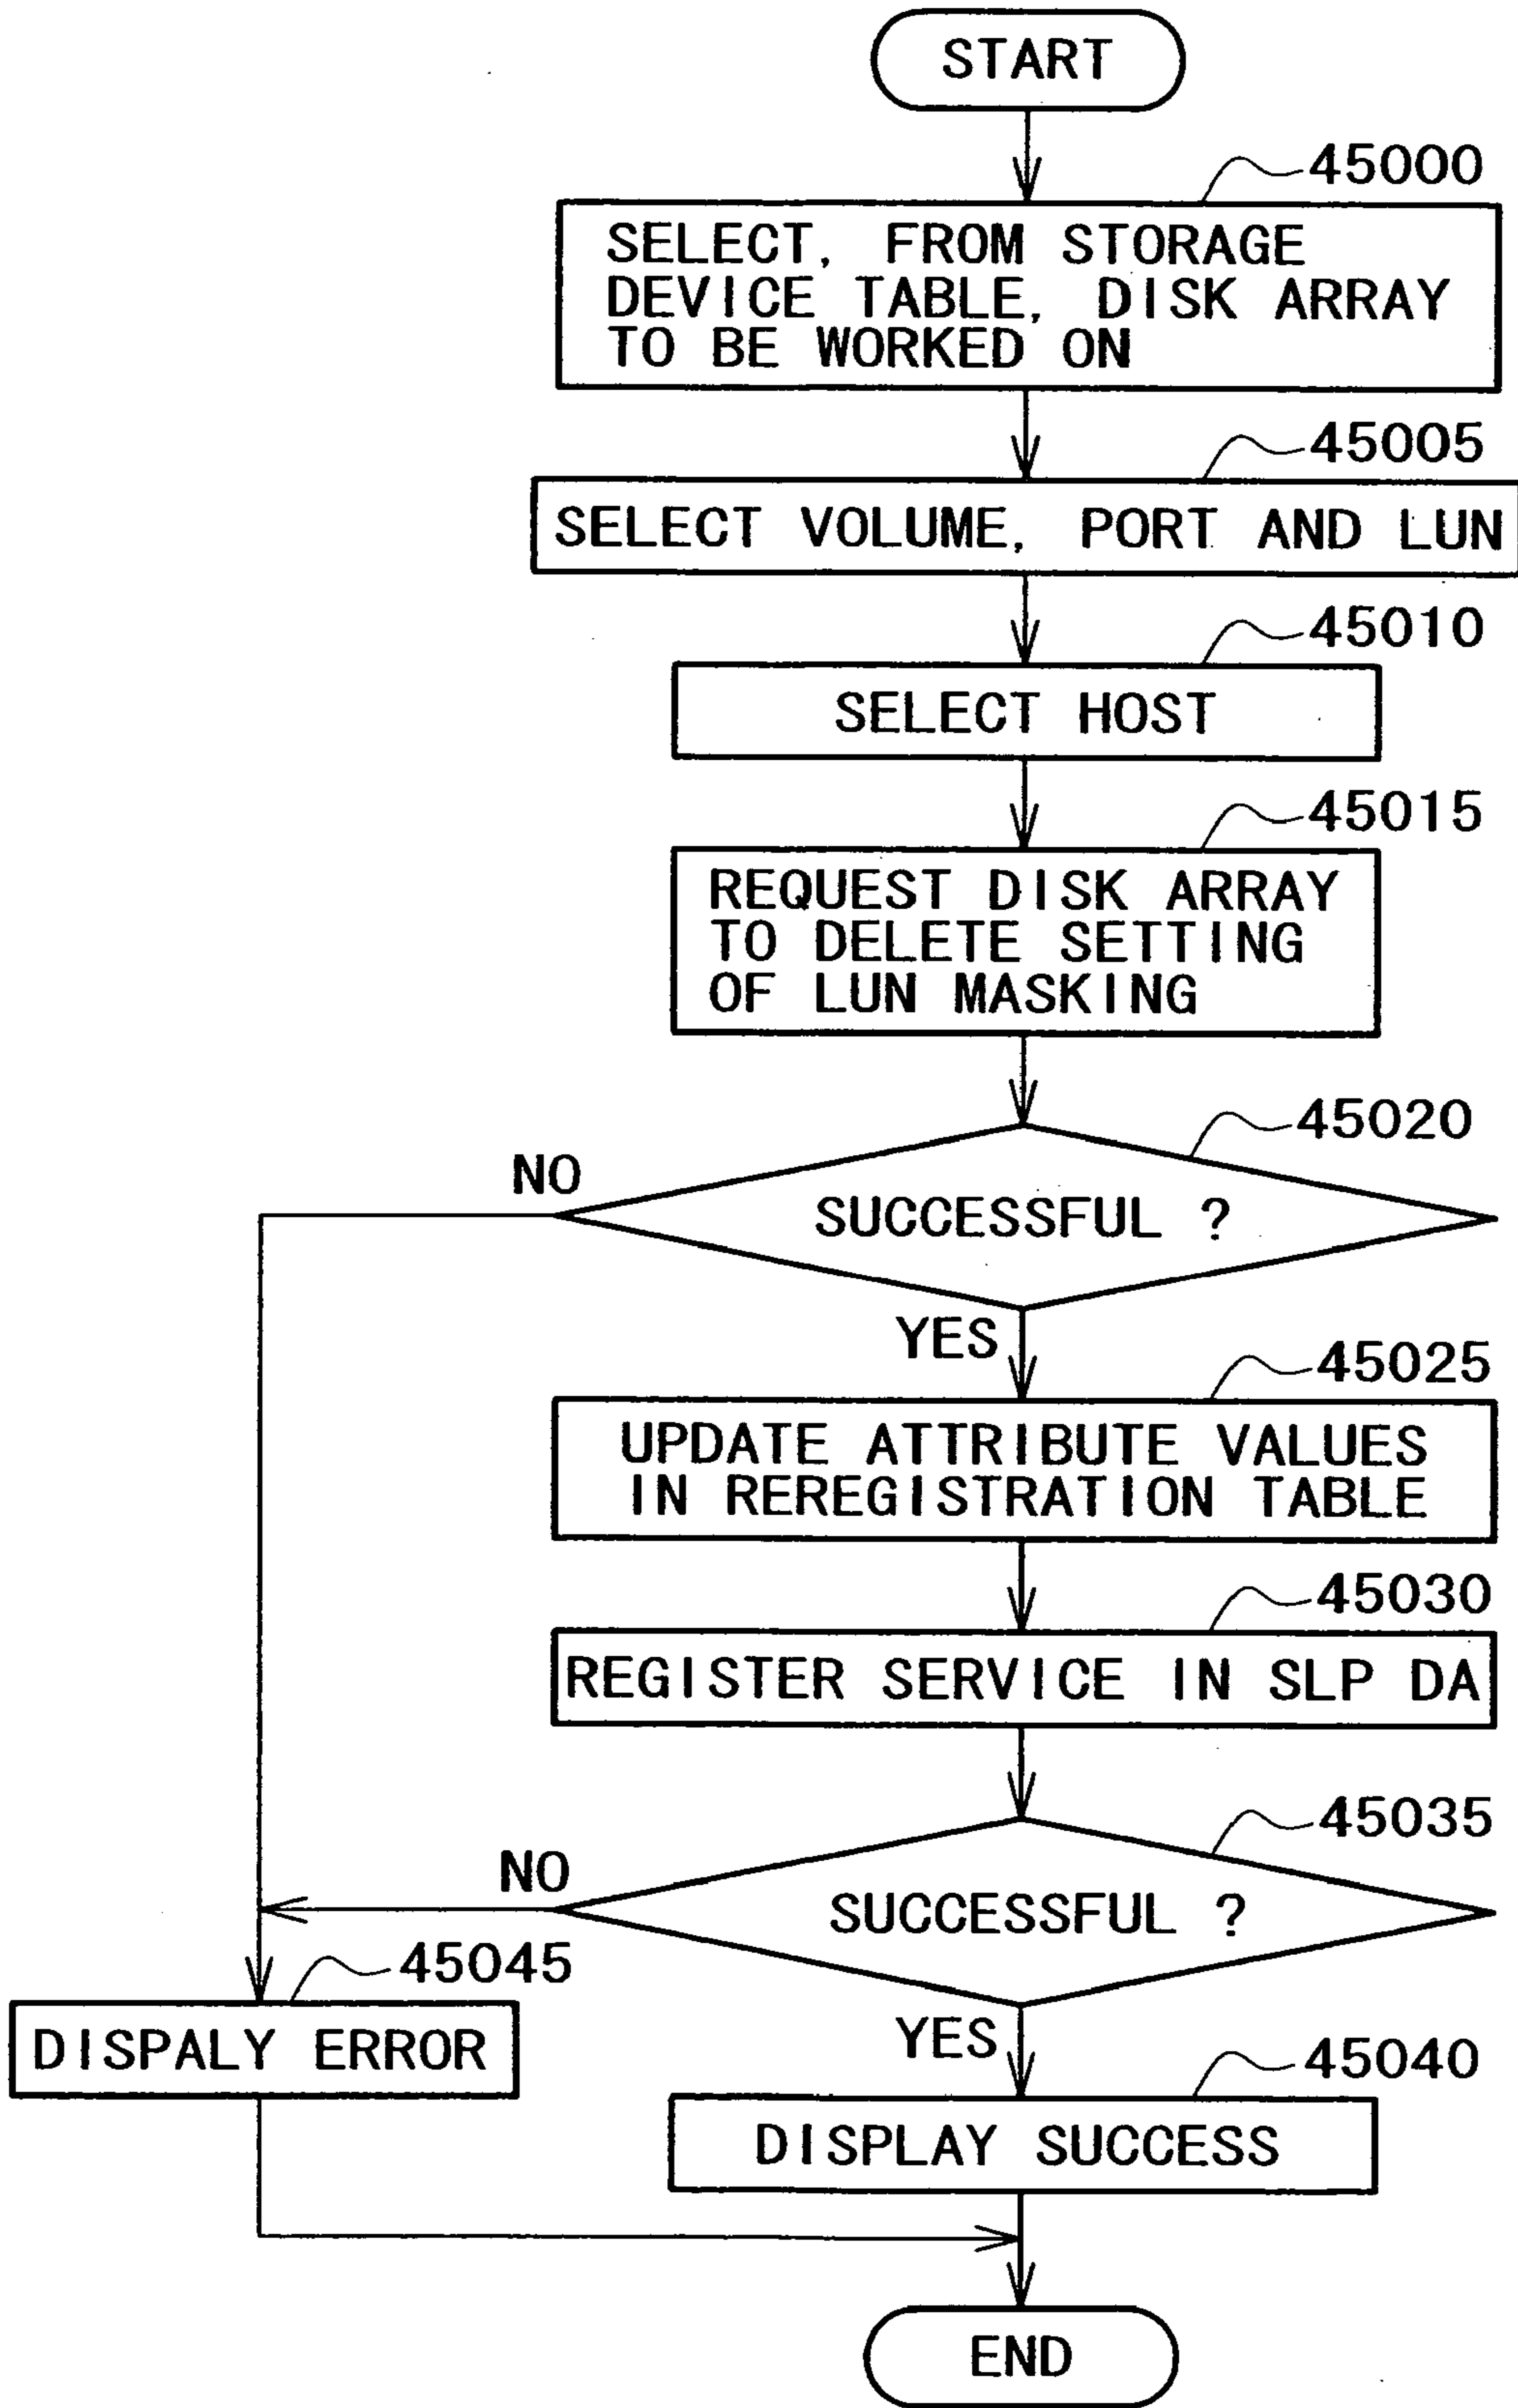 START
45000
SELECT, FROM STORAGE
DEVICE TABLE, DISK ARRAY
TO BE WORKED ON
45005
SELECT VOLUME, PORT AND LUN
45010
SELECT HOST
45015
REQUEST DISK ARRAY
TO DELETE SETTING
OF LUN MASKING
45020
NO
SUCCESSFUL ?
YES
45025
UPDATE ATTRIBUTE VALUES
IN REREGISTRATION TABLE
45030
REGISTER SERVICE IN SLP DA
45035
NO
SUCCESSFUL ?
45045
DISPALY ERROR
YES
45040
DISPLAY SUCCESS
END